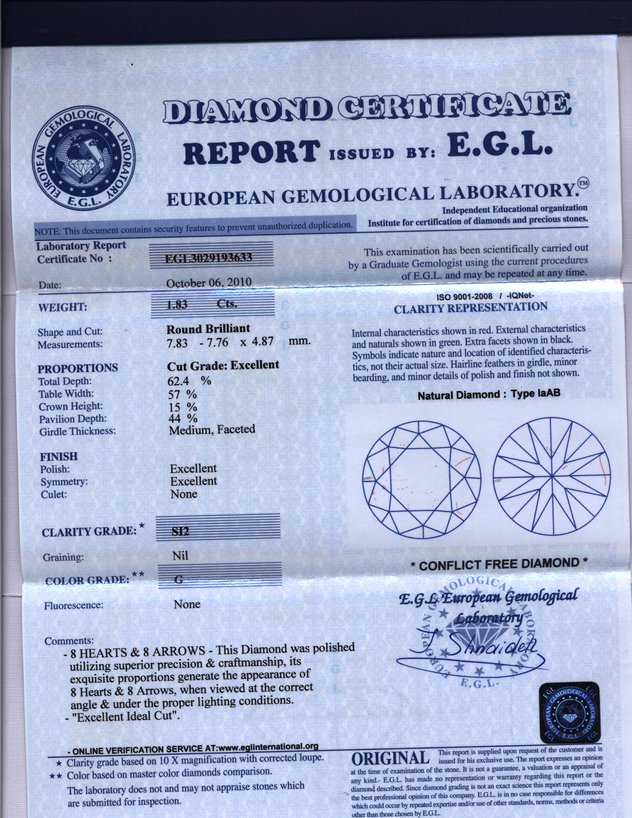 DIAMOND CERTIFICATE
REPORT ISSUED BY: E.G.L.
EUROPEAN GEMOLOGICAL LABORATORY.™
EUROPEAN GEMOLOGICAL LABORATORY
E.G.L.
Independent Educational organization
Institute for certification of diamonds and precious stones.
NOTE: This document contains security features to prevent unauthorized duplication.
Laboratory Report
Certificate No : EGL3029193633
Date: October 06, 2010
This examination has been scientifically carried out
by a Graduate Gemologist using the current procedures
of E.G.L. and may be repeated at any time.
WEIGHT: 1.83 Cts.
Shape and Cut: Round Brilliant
Measurements: 7.83 - 7.76 x 4.87 mm.
PROPORTIONS Cut Grade: Excellent
Total Depth: 62.4 %
Table Width: 57 %
Crown Height: 15 %
Pavilion Depth: 44 %
Girdle Thickness: Medium, Faceted
FINISH
Polish: Excellent
Symmetry: Excellent
Culet: None
CLARITY GRADE: * SI2
Graining: Nil
COLOR GRADE: ** G
Fluorescence: None
ISO 9001-2008 / -IQNet-
CLARITY REPRESENTATION
Internal characteristics shown in red. External characteristics
and naturals shown in green. Extra facets shown in black.
Symbols indicate nature and location of identified characteris-
tics, not their actual size. Hairline feathers in girdle, minor
bearding, and minor details of polish and finish not shown.
Natural Diamond : Type IaAB
* CONFLICT FREE DIAMOND *
E.G.L European Gemological
Laboratory
E.G.L.
Comments:
- 8 HEARTS & 8 ARROWS - This Diamond was polished
utilizing superior precision & craftmanship, its
exquisite proportions generate the appearance of
8 Hearts & 8 Arrows, when viewed at the correct
angle & under the proper lighting conditions.
- "Excellent Ideal Cut".
- ONLINE VERIFICATION SERVICE AT:www.eglinternational.org
* Clarity grade based on 10 X magnification with corrected loupe.
** Color based on master color diamonds comparison.
The laboratory does not and may not appraise stones which
are submitted for inspection.
ORIGINAL This report is supplied upon request of the customer and is
issued for his exclusive use. The report expresses an opinion
at the time of examination of the stone. It is not a guarantee, a valuation or an appraisal of
any kind.- E.G.L. has made no representation or warranty regarding this report or the
diamond described. Since diamond grading is not an exact science this report represents only
the best professional opinion of this company. E.G.L. is in no case responsible for differences
which could occur by repeated expertise and/or use of other standards, norms, methods or criteria
other than those chosen by E.G.L.